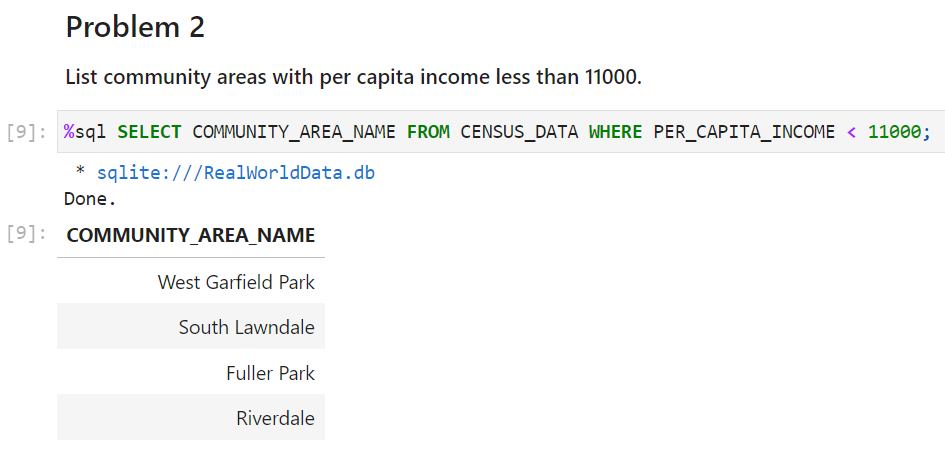 Problem 2
List community areas with per capita income less than 11000.
[9]: %sql SELECT COMMUNITY_AREA_NAME FROM CENSUS_DATA WHERE PER_CAPITA_INCOME < 11000;
* sqlite:///RealWorldData.db
Done.
[9]: COMMUNITY_AREA_NAME
West Garfield Park
South Lawndale
Fuller Park
Riverdale